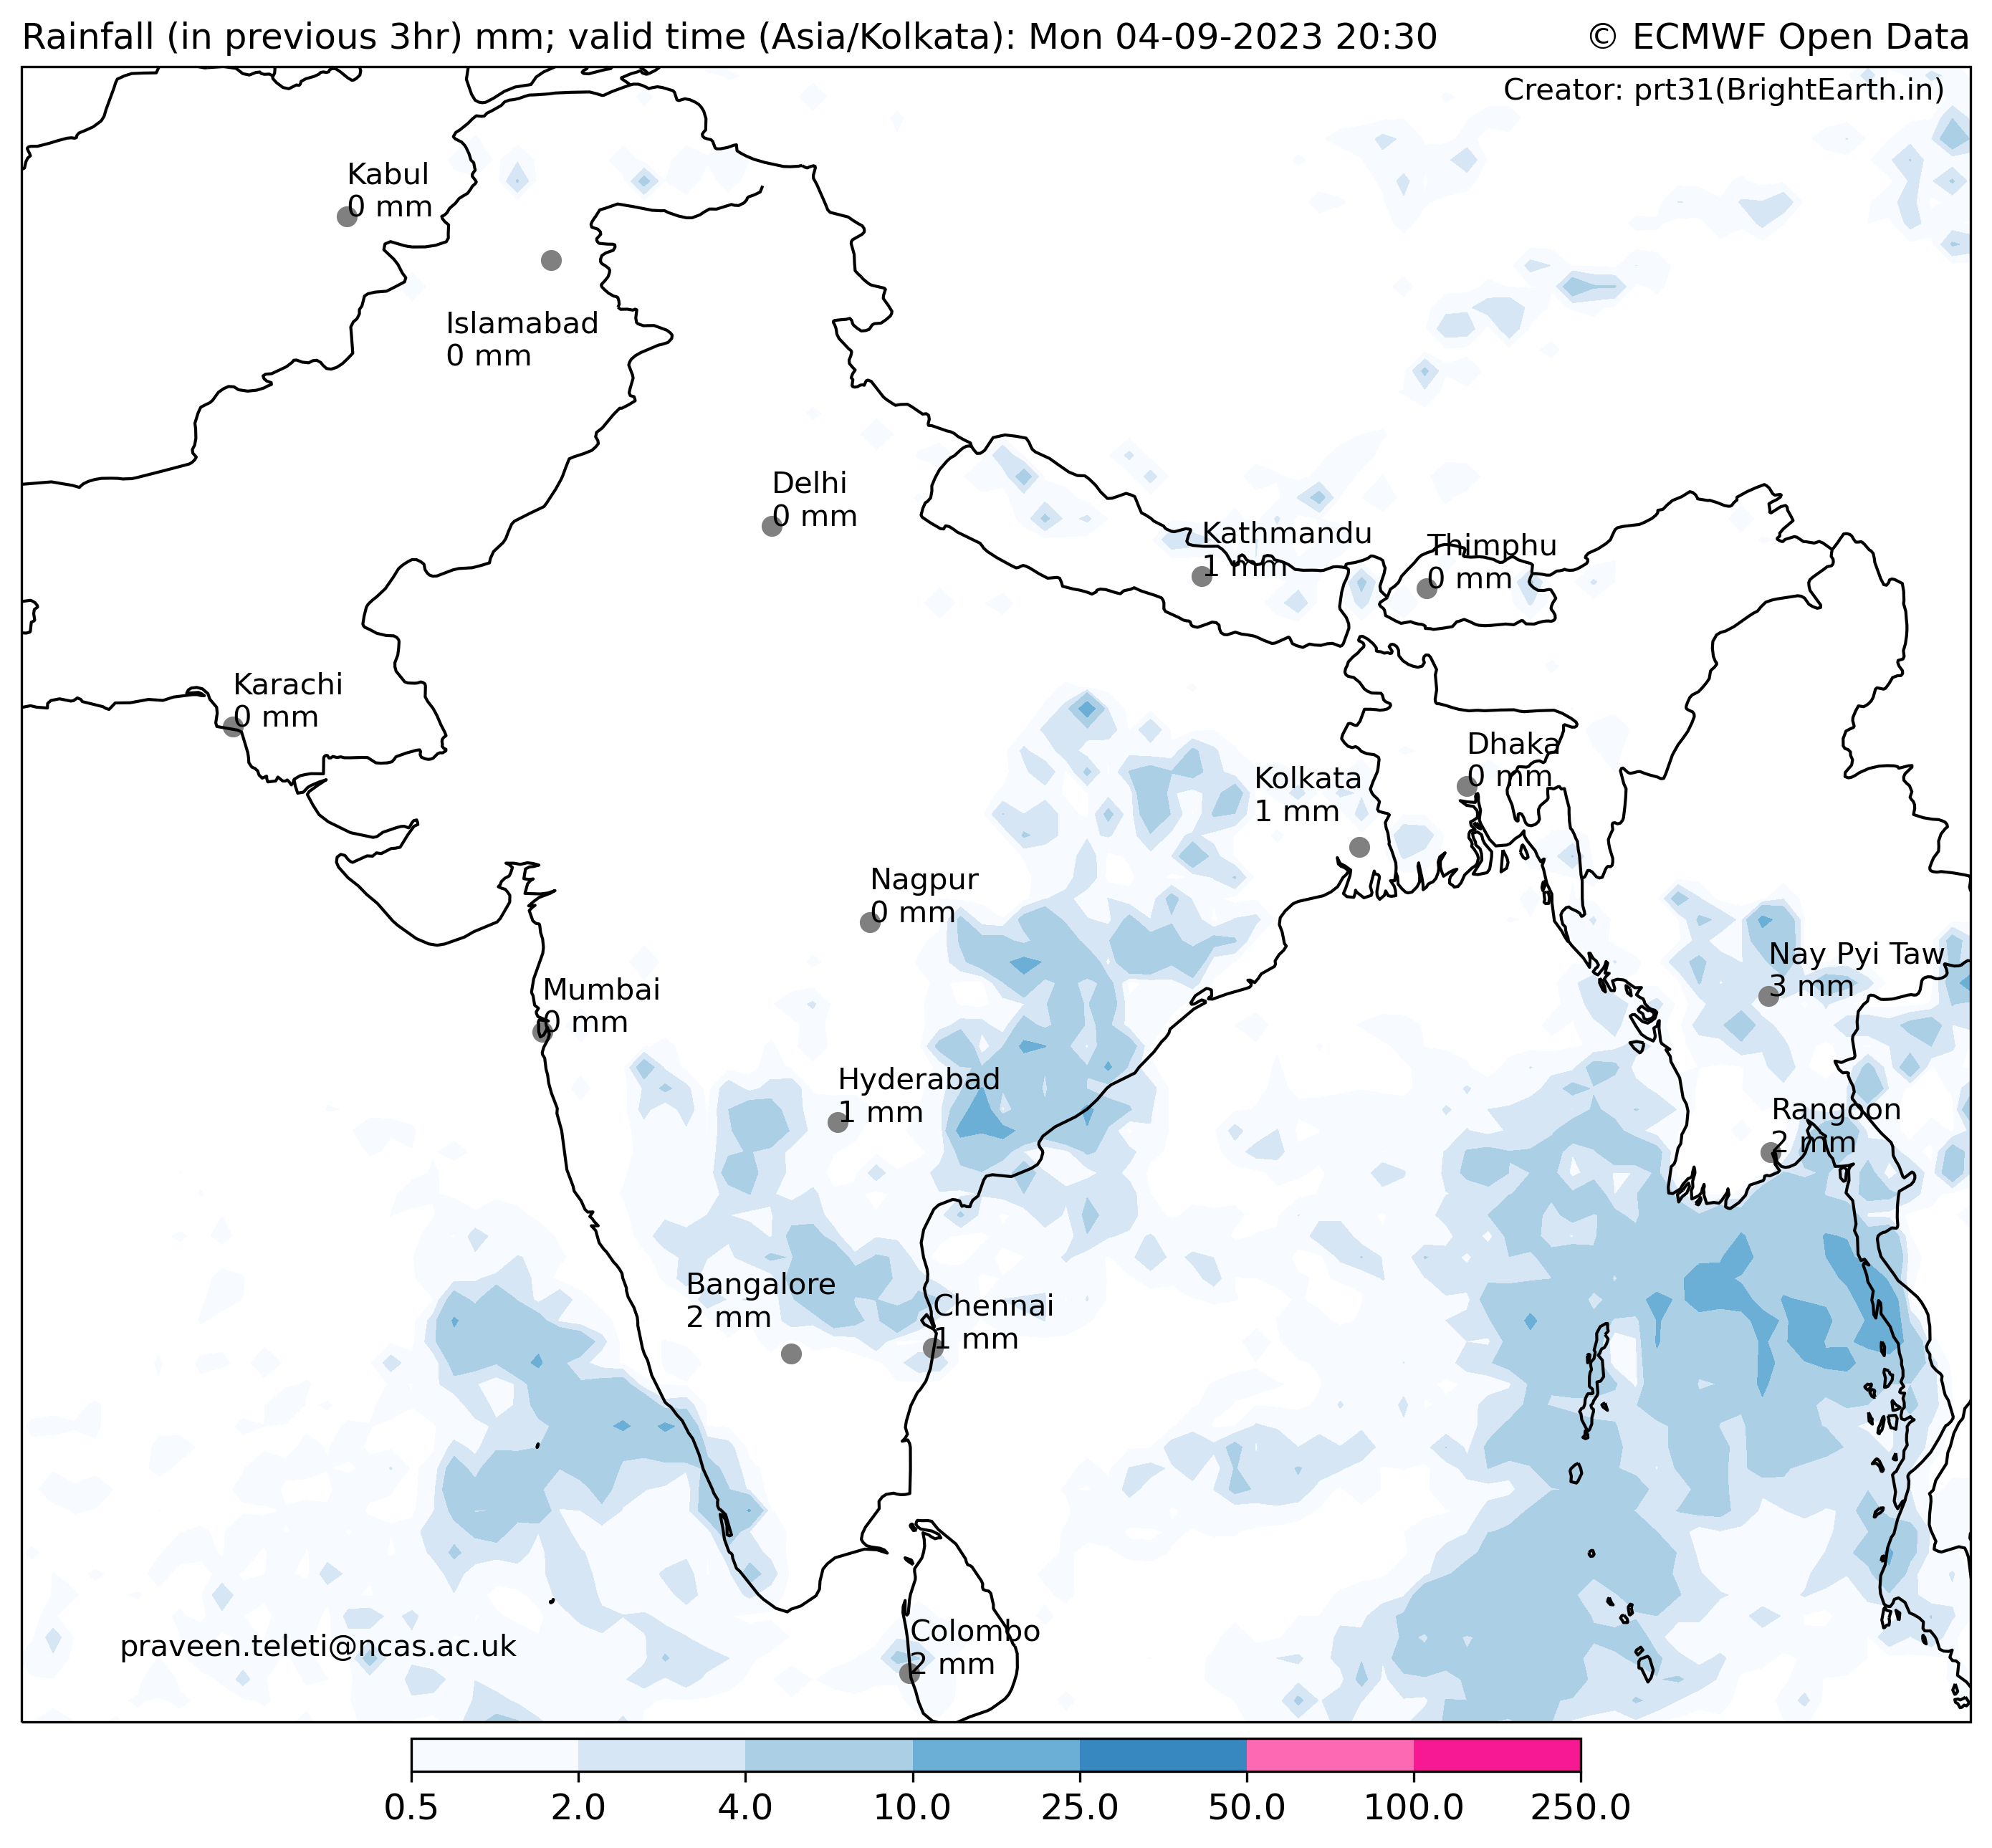 Rainfall (in previous 3hr) mm; valid time (Asia/Kolkata): Mon 04-09-2023 20:30
© ECMWF Open Data
Creator: prt31(BrightEarth.in)
Kabul
0 mm
Islamabad
0 mm
Delhi
0 mm
Kathmandu
1 mm
Thimphu
0 mm
Karachi
0 mm
Dhaka
0 mm
Kolkata
1 mm
Nagpur
0 mm
Nay Pyi Taw
3 mm
Mumbai
0 mm
Hyderabad
1 mm
Rangoon
2 mm
Bangalore
2 mm
Chennai
1 mm
Colombo
2 mm
praveen.teleti@ncas.ac.uk
0.5 2.0 4.0 10.0 25.0 50.0 100.0 250.0